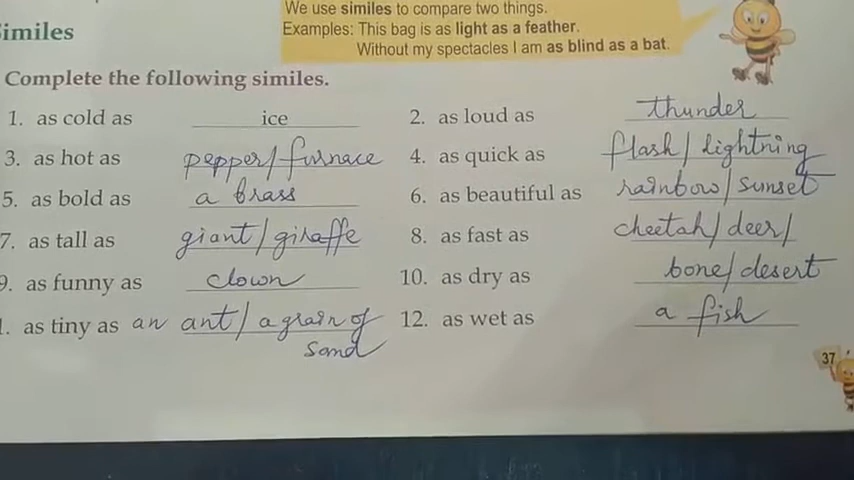 Similes
We use similes to compare two things.
Examples: This bag is as light as a feather.
Without my spectacles I am as blind as a bat.
Complete the following similes.
1. as cold as ice
2. as loud as thunder
3. as hot as pepper/furnace
4. as quick as flash/lightning
5. as bold as a brass
6. as beautiful as rainbow/sunset
7. as tall as giant/giraffe
8. as fast as cheetah/deer/
9. as funny as clown
10. as dry as bone/desert
1. as tiny as an ant/a grain of
sand
12. as wet as a fish
37